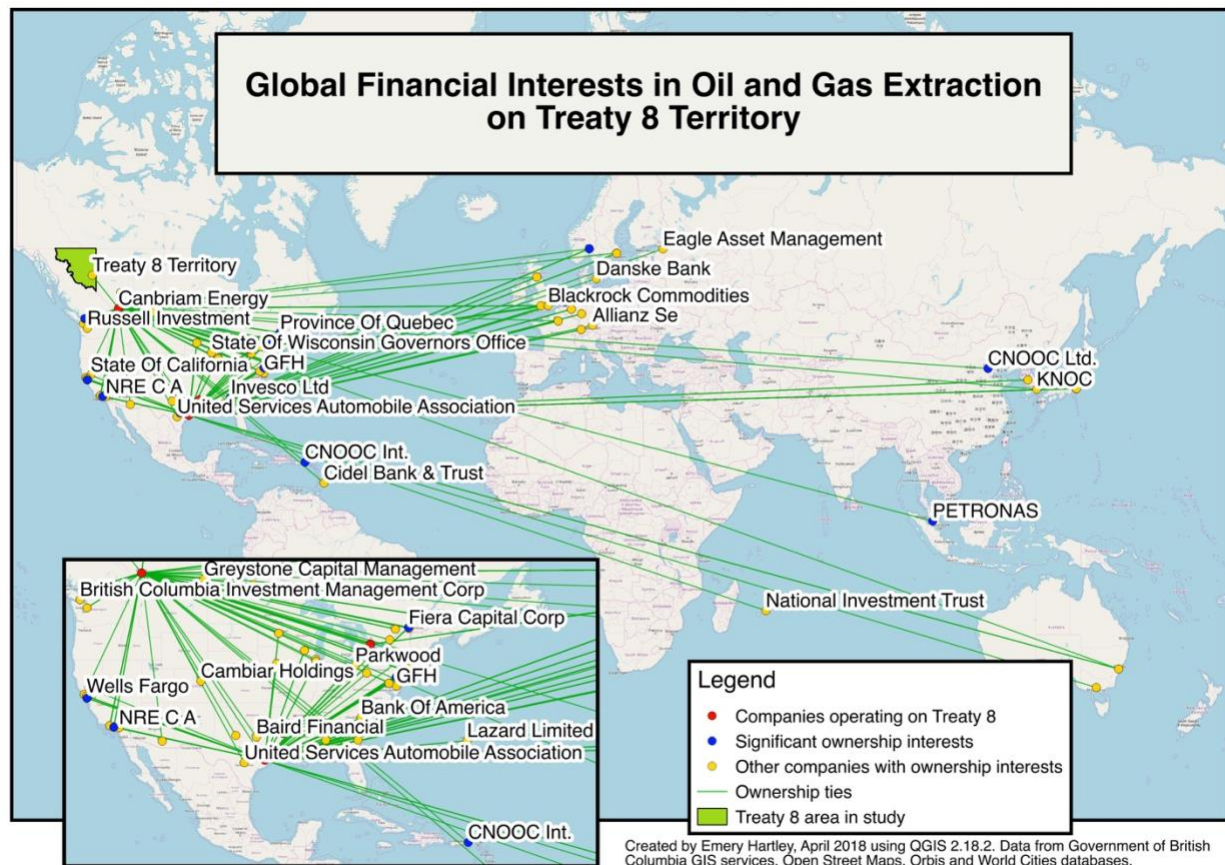 Global Financial Interests in Oil and Gas Extraction
on Treaty 8 Territory
Eagle Asset Management
Treaty 8 Territory
Danske Bank
Canbriam Energy
Blackrock Commodities
Russell Investment
Province Of Quebec
Allianz Se
State Of Wisconsin Governors Office
State Of California
GFH
CNOOC Ltd.
NRE C A
Invesco Ltd
KNOC
United Services Automobile Association
CNOOC Int.
Cidel Bank & Trust
PETRONAS
National Investment Trust
Greystone Capital Management
British Columbia Investment Management Corp
Fiera Capital Corp
Parkwood
Cambiar Holdings
GFH
Wells Fargo
Bank Of America
NRE C A
Baird Financial
Lazard Limited
United Services Automobile Association
CNOOC Int.
Legend
Companies operating on Treaty 8
Significant ownership interests
Other companies with ownership interests
Ownership ties
Treaty 8 area in study
Created by Emery Hartley, April 2018 using QGIS 2.18.2. Data from Government of British
Columbia GIS services, Open Street Maps, Orbis and World Cities databases.